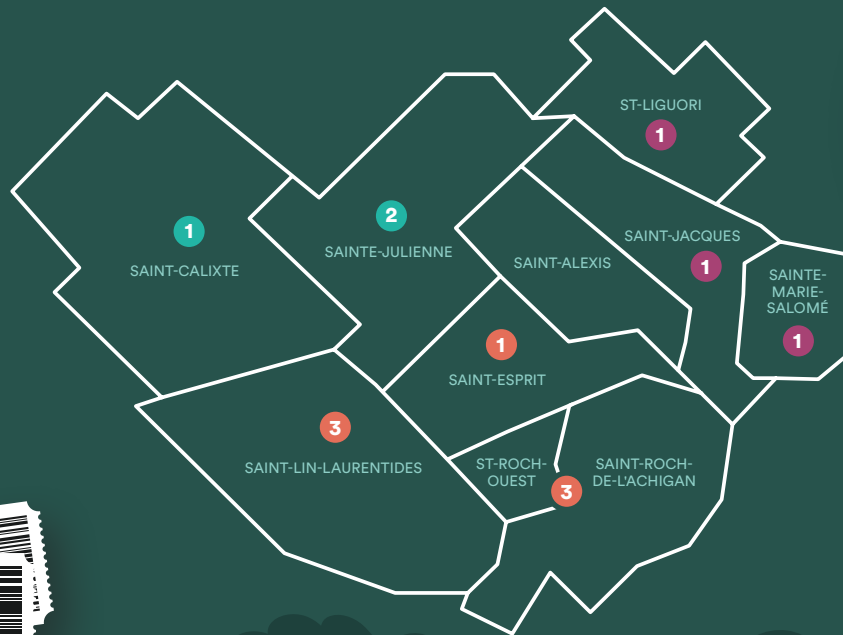 ST-LIGUORI
1
2
SAINTE-JULIENNE
1
SAINT-CALIXTE
SAINT-JACQUES
1
SAINT-ALEXIS
SAINTE-
MARIE-
SALOMÉ
1
1
SAINT-ESPRIT
3
SAINT-LIN-LAURENTIDES
ST-ROCH-
OUEST
3
SAINT-ROCH-
DE-L'ACHIGAN